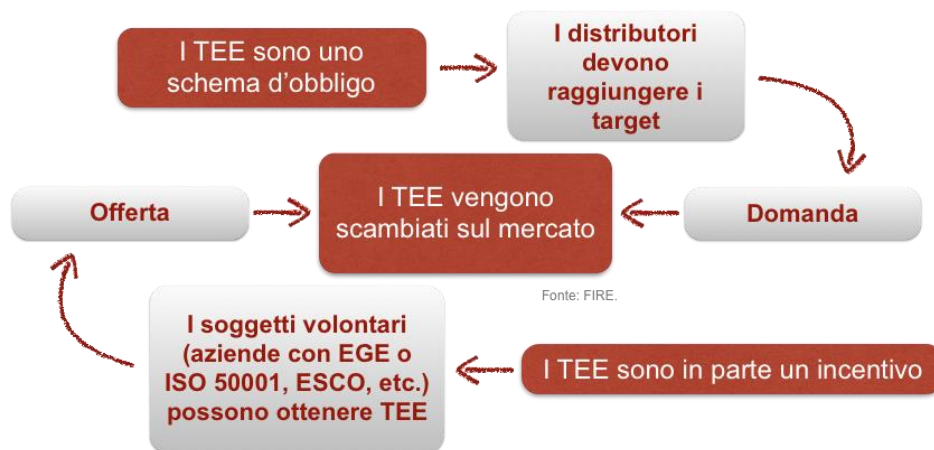 I TEE sono uno
schema d'obbligo
I distributori
devono
raggiungere i
target
Offerta
I TEE vengono
scambiati sul mercato
Domanda
Fonte: FIRE.
I soggetti volontari
(aziende con EGE o
ISO 50001, ESCO, etc.)
possono ottenere TEE
I TEE sono in parte un incentivo